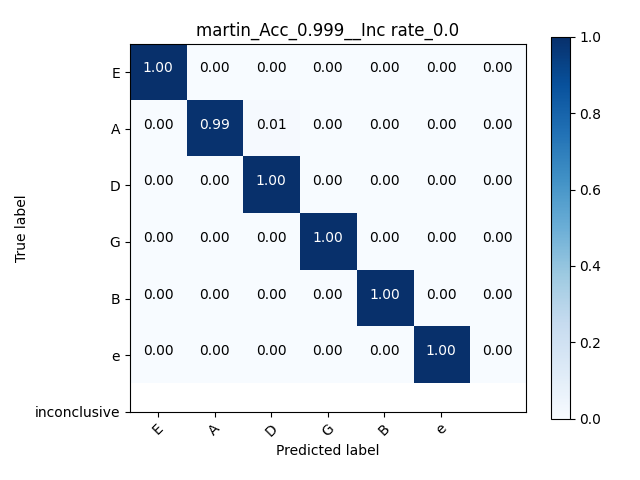 martin_Acc_0.999__Inc rate_0.0
E 1.00 0.00 0.00 0.00 0.00 0.00 0.00
A 0.00 0.99 0.01 0.00 0.00 0.00 0.00
D 0.00 0.00 1.00 0.00 0.00 0.00 0.00
G 0.00 0.00 0.00 1.00 0.00 0.00 0.00
B 0.00 0.00 0.00 0.00 1.00 0.00 0.00
e 0.00 0.00 0.00 0.00 0.00 1.00 0.00
inconclusive
E A D G B e
Predicted label
True label
1.0
0.8
0.6
0.4
0.2
0.0